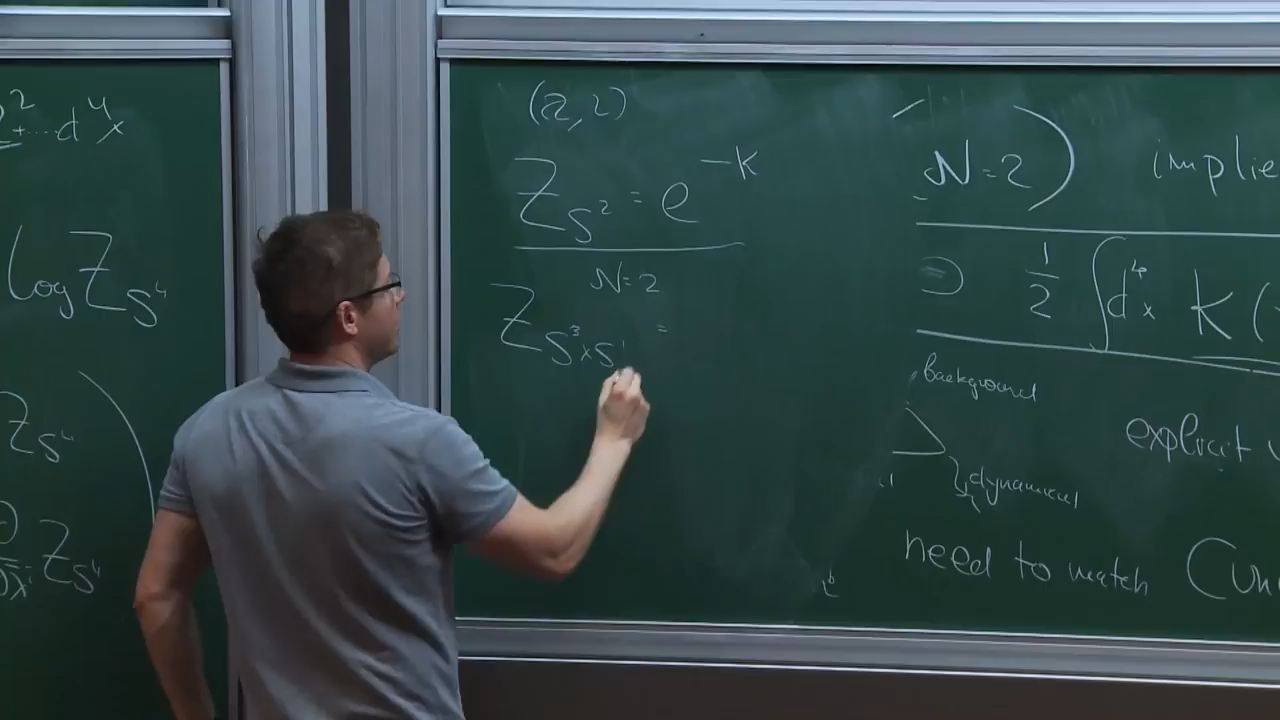 2+...d⁴x
log Z_{S⁴}
Z_{S⁴}
Z_{S⁴}
(2,2)
Z_{S²} = e^{-K}
N=2
Z_{S³×S¹} =
N=2) implie
⊃ 1/2 ∫d⁴x K(
background
explicit
dynamical
need to match